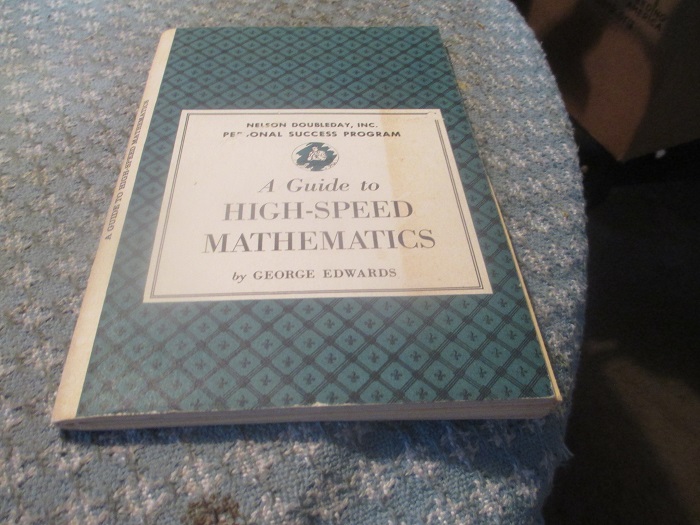 NELSON DOUBLEDAY, INC.
PERSONAL SUCCESS PROGRAM
A Guide to
HIGH-SPEED
MATHEMATICS
by GEORGE EDWARDS
A GUIDE TO HIGH-SPEED MATHEMATICS